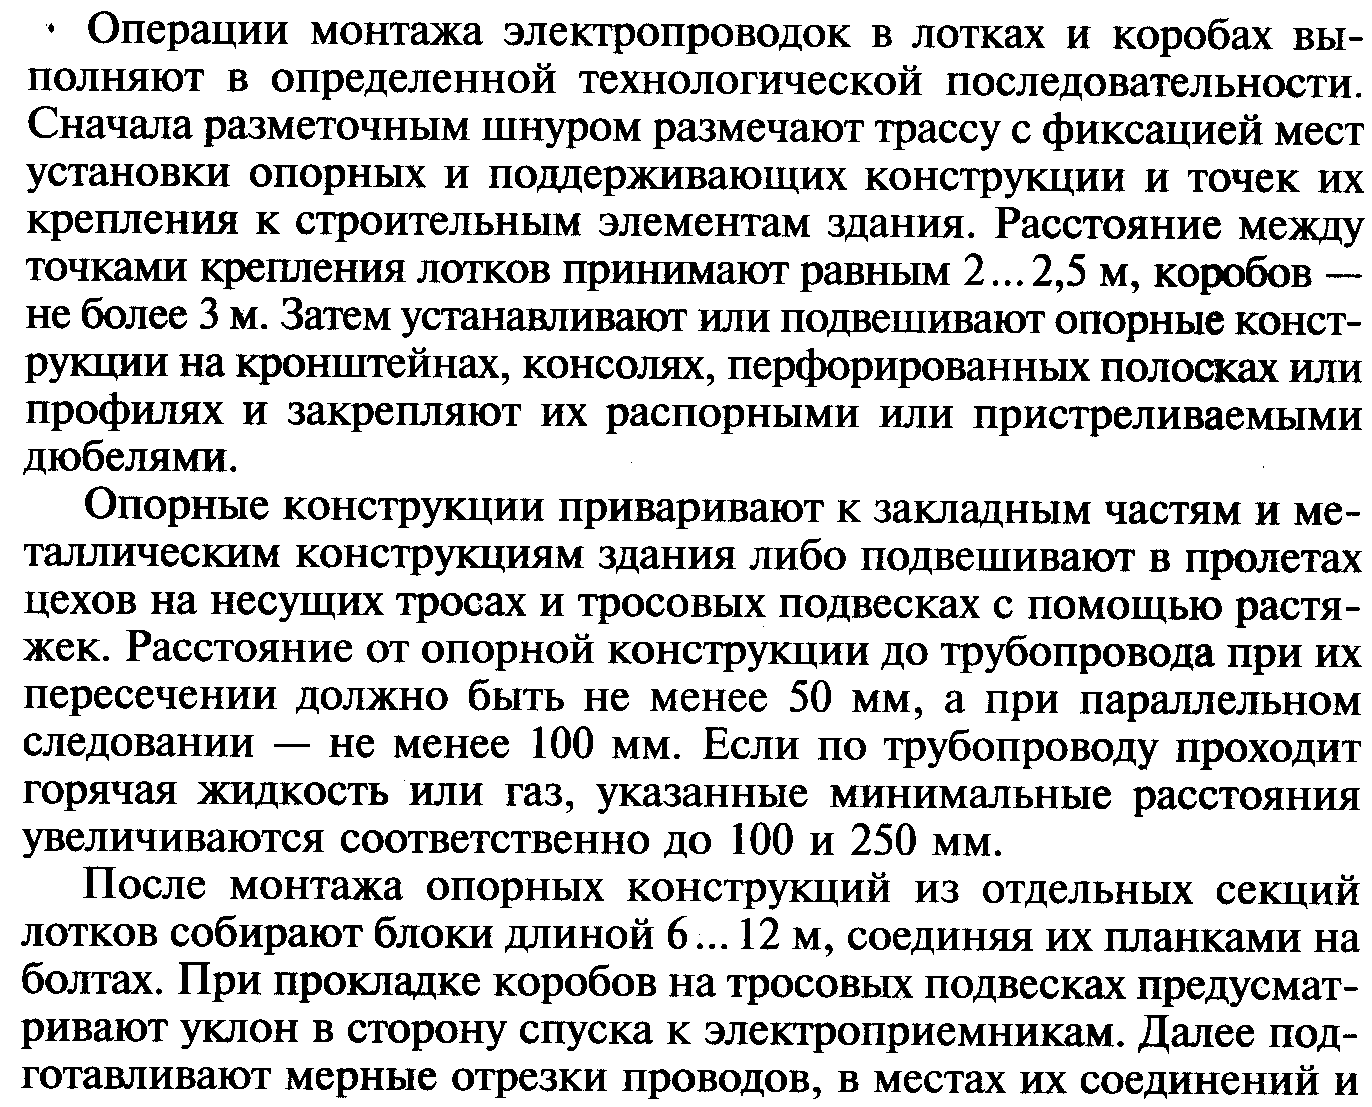 Операции монтажа электропроводок в лотках и коробах вы-
полняют в определенной технологической последовательности.
Сначала разметочным шнуром размечают трассу с фиксацией мест
установки опорных и поддерживающих конструкции и точек их
крепления к строительным элементам здания. Расстояние между
точками крепления лотков принимают равным 2...2,5 м, коробов —
не более 3 м. Затем устанавливают или подвешивают опорные конст-
рукции на кронштейнах, консолях, перфорированных полосках или
профилях и закрепляют их распорными или пристреливаемыми
дюбелями.
Опорные конструкции приваривают к закладным частям и ме-
таллическим конструкциям здания либо подвешивают в пролетах
цехов на несущих тросах и тросовых подвесках с помощью растя-
жек. Расстояние от опорной конструкции до трубопровода при их
пересечении должно быть не менее 50 мм, а при параллельном
следовании — не менее 100 мм. Если по трубопроводу проходит
горячая жидкость или газ, указанные минимальные расстояния
увеличиваются соответственно до 100 и 250 мм.
После монтажа опорных конструкций из отдельных секций
лотков собирают блоки длиной 6...12 м, соединяя их планками на
болтах. При прокладке коробов на тросовых подвесках предусмат-
ривают уклон в сторону спуска к электроприемникам. Далее под-
готавливают мерные отрезки проводов, в местах их соединений и